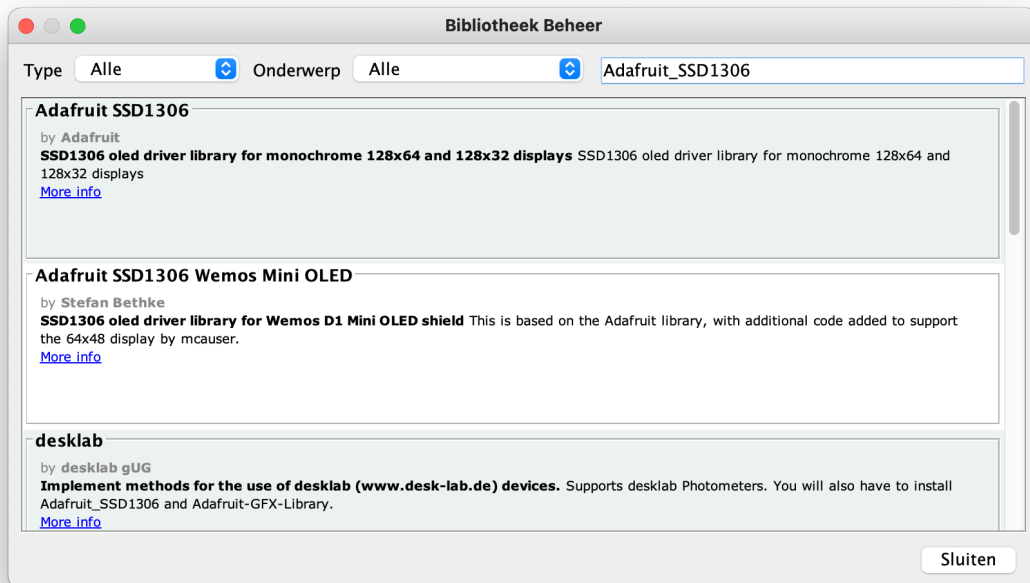 Bibliotheek Beheer
Type Alle Onderwerp Alle Adafruit_SSD1306
Adafruit SSD1306
by Adafruit
SSD1306 oled driver library for monochrome 128x64 and 128x32 displays SSD1306 oled driver library for monochrome 128x64 and
128x32 displays
More info
Adafruit SSD1306 Wemos Mini OLED
by Stefan Bethke
SSD1306 oled driver library for Wemos D1 Mini OLED shield This is based on the Adafruit library, with additional code added to support
the 64x48 display by mcauser.
More info
desklab
by desklab gUG
Implement methods for the use of desklab (www.desk-lab.de) devices. Supports desklab Photometers. You will also have to install
Adafruit_SSD1306 and Adafruit-GFX-Library.
More info
Sluiten